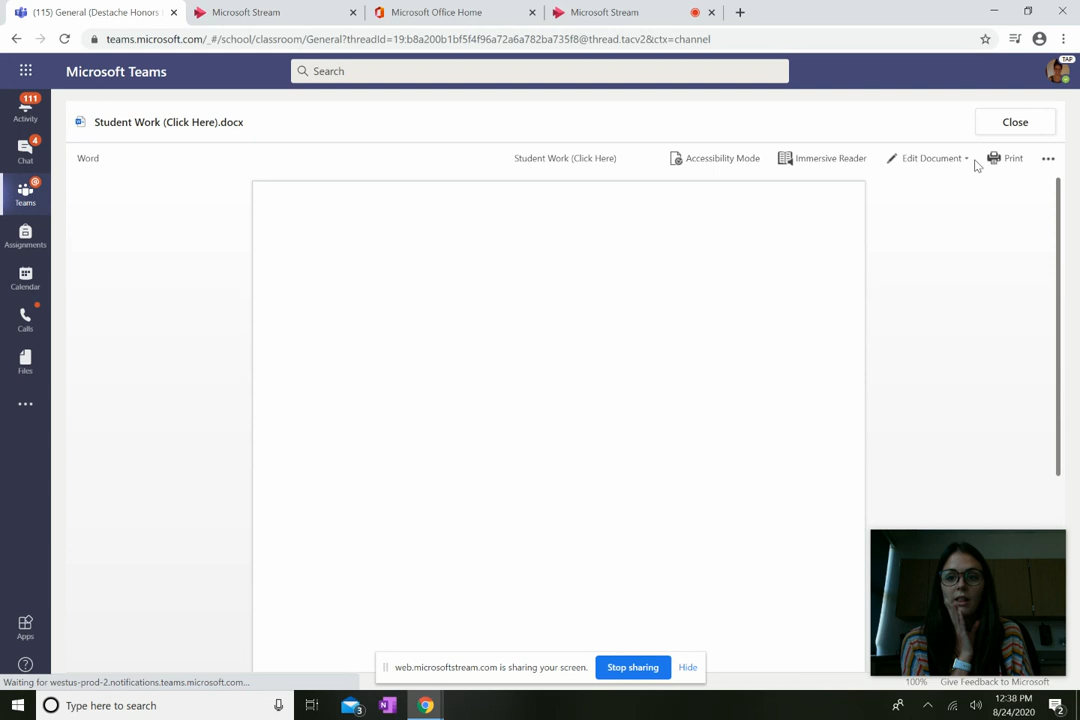 (115) General (Destache Honors
Microsoft Stream
Microsoft Office Home
Microsoft Stream
teams.microsoft.com/_#/school/classroom/General?threadId=19:b8a200b1bf5f4f96a72a6a782ba735f8@thread.tacv2&ctx=channel
Microsoft Teams
Search
TAP
111
Activity
Student Work (Click Here).docx
Close
4
Chat
Word
Student Work (Click Here)
Accessibility Mode
Immersive Reader
Edit Document
Print
Teams
Assignments
Calendar
Calls
Files
Apps
web.microsoftstream.com is sharing your screen.
Stop sharing
Hide
Waiting for westus-prod-2.notifications.teams.microsoft.com...
100%
Give Feedback to Microsoft
Type here to search
3
12:38 PM
8/24/2020
2